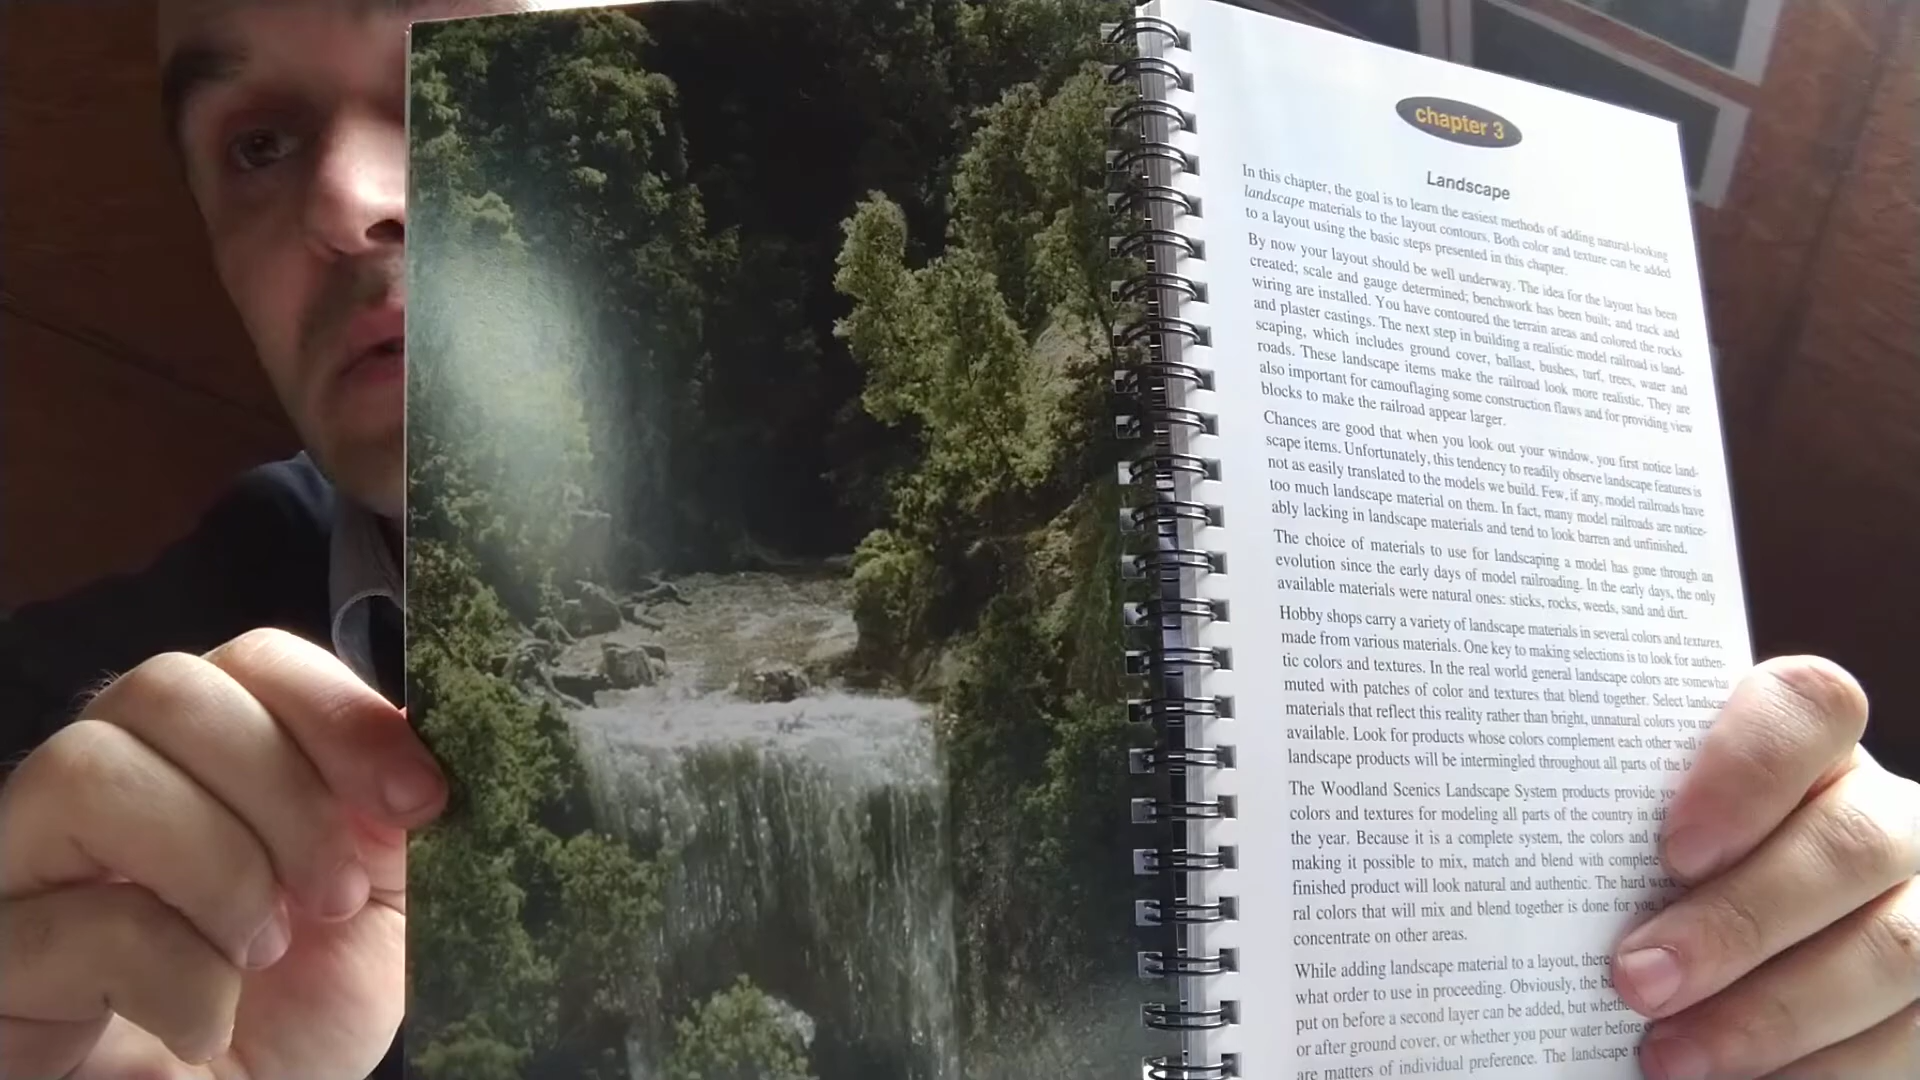 chapter 3
Landscape
In this chapter, the goal is to learn the easiest methods of adding natural-looking
landscape materials to the layout contours. Both color and texture can be added
to a layout using the basic steps presented in this chapter.
By now your layout should be well underway. The idea for the layout has been
created; scale and gauge determined; benchwork has been built; and track and
wiring are installed. You have contoured the terrain areas and colored the rocks
and plaster castings. The next step in building a realistic model railroad is land-
scaping, which includes ground cover, ballast, bushes, turf, trees, water and
roads. These landscape items make the railroad look more realistic. They are
also important for camouflaging some construction flaws and for providing view
blocks to make the railroad appear larger.
Chances are good that when you look out your window, you first notice land-
scape items. Unfortunately, this tendency to readily observe landscape features is
not as easily translated to the models we build. Few, if any, model railroads have
too much landscape material on them. In fact, many model railroads are notice-
ably lacking in landscape materials and tend to look barren and unfinished.
The choice of materials to use for landscaping a model has gone through an
evolution since the early days of model railroading. In the early days, the only
available materials were natural ones: sticks, rocks, weeds, sand and dirt.
Hobby shops carry a variety of landscape materials in several colors and textures,
made from various materials. One key to making selections is to look for authen-
tic colors and textures. In the real world general landscape colors are somewhat
muted with patches of color and textures that blend together. Select
materials that reflect this reality rather than bright, unnatural colors you
available. Look for products whose colors complement each other well
landscape products will be intermingled throughout all parts of the
The Woodland Scenics Landscape System products provide
colors and textures for modeling all parts of the country in
the year. Because it is a complete system, the colors and
making it possible to mix, match and blend with complete
finished product will look natural and authentic. The hard
ral colors that will mix and blend together is done for you.
concentrate on other areas.
While adding landscape material to a layout, there
what order to use in proceeding. Obviously, the
put on before a second layer can be added, but
or after ground cover, or whether you pour water before
are matters of individual preference. The landscape